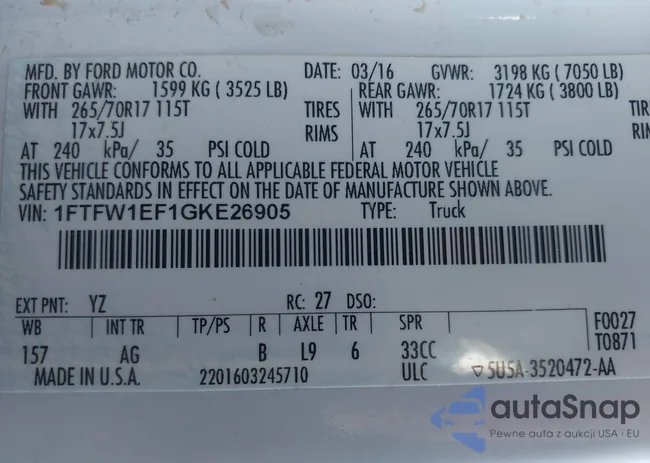 MFD. BY FORD MOTOR CO. DATE: 03/16 GVWR: 3198 KG ( 7050 LB)
FRONT GAWR: 1599 KG ( 3525 LB) REAR GAWR: 1724 KG ( 3800 LB)
WITH 265/70R17 115T TIRES WITH 265/70R17 115T TIRE
17x7.5J RIMS 17x7.5J RIM
AT 240 kPa/ 35 PSI COLD AT 240 kPa/ 35 PSI COLD
THIS VEHICLE CONFORMS TO ALL APPLICABLE FEDERAL MOTOR VEHICLE
SAFETY STANDARDS IN EFFECT ON THE DATE OF MANUFACTURE SHOWN ABOVE.
VIN: 1FTFW1EF1GKE26905 TYPE: Truck
EXT PNT: YZ RC: 27 DSO:
WB INT TR TP/PS R AXLE TR SPR F0027
T0871
157 AG B L9 6 33CC
MADE IN U.S.A. 2201603245710 ULC ▽5U5A-3520472-AA
autaSnap
Pewne auta z aukcji USA i EU